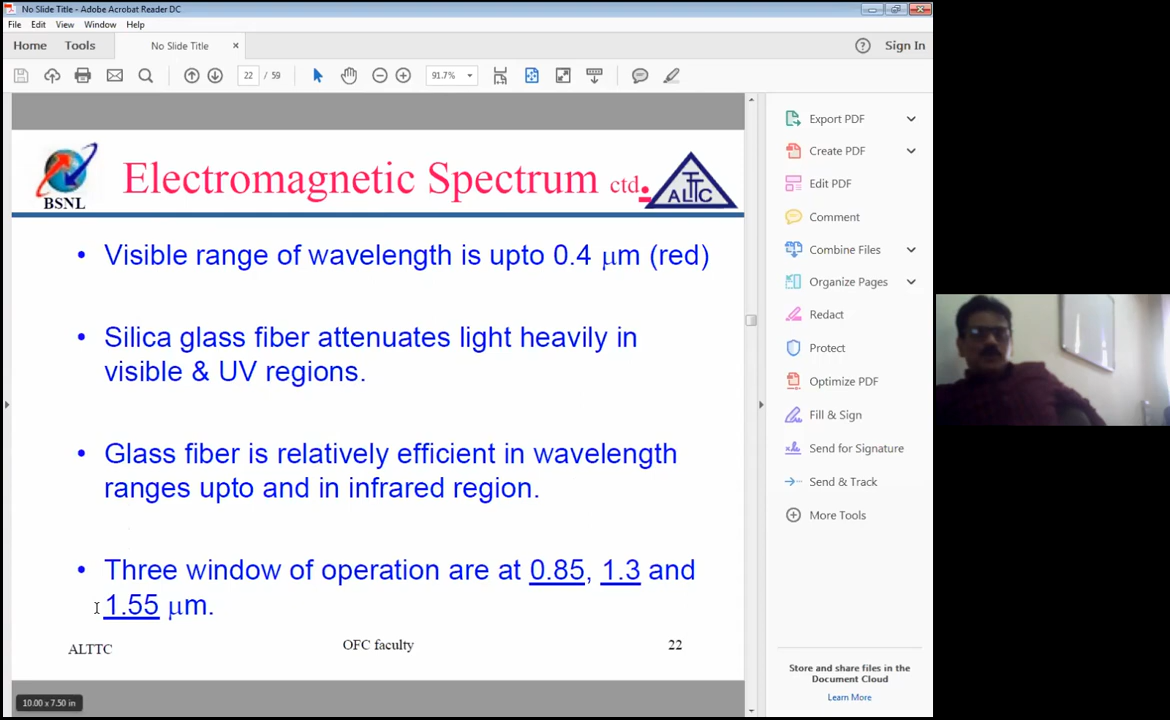 No Slide Title - Adobe Acrobat Reader DC
File Edit View Window Help
Home Tools No Slide Title × Sign In
22 / 59 91.7%
BSNL
Electromagnetic Spectrum ctd:
ALTTC
• Visible range of wavelength is upto 0.4 μm (red)
• Silica glass fiber attenuates light heavily in
visible & UV regions.
• Glass fiber is relatively efficient in wavelength
ranges upto and in infrared region.
• Three window of operation are at 0.85, 1.3 and
1.55 μm.
ALTTC OFC faculty 22
10.00 x 7.50 in
Export PDF
Create PDF
Edit PDF
Comment
Combine Files
Organize Pages
Redact
Protect
Optimize PDF
Fill & Sign
Send for Signature
Send & Track
More Tools
Store and share files in the
Document Cloud
Learn More